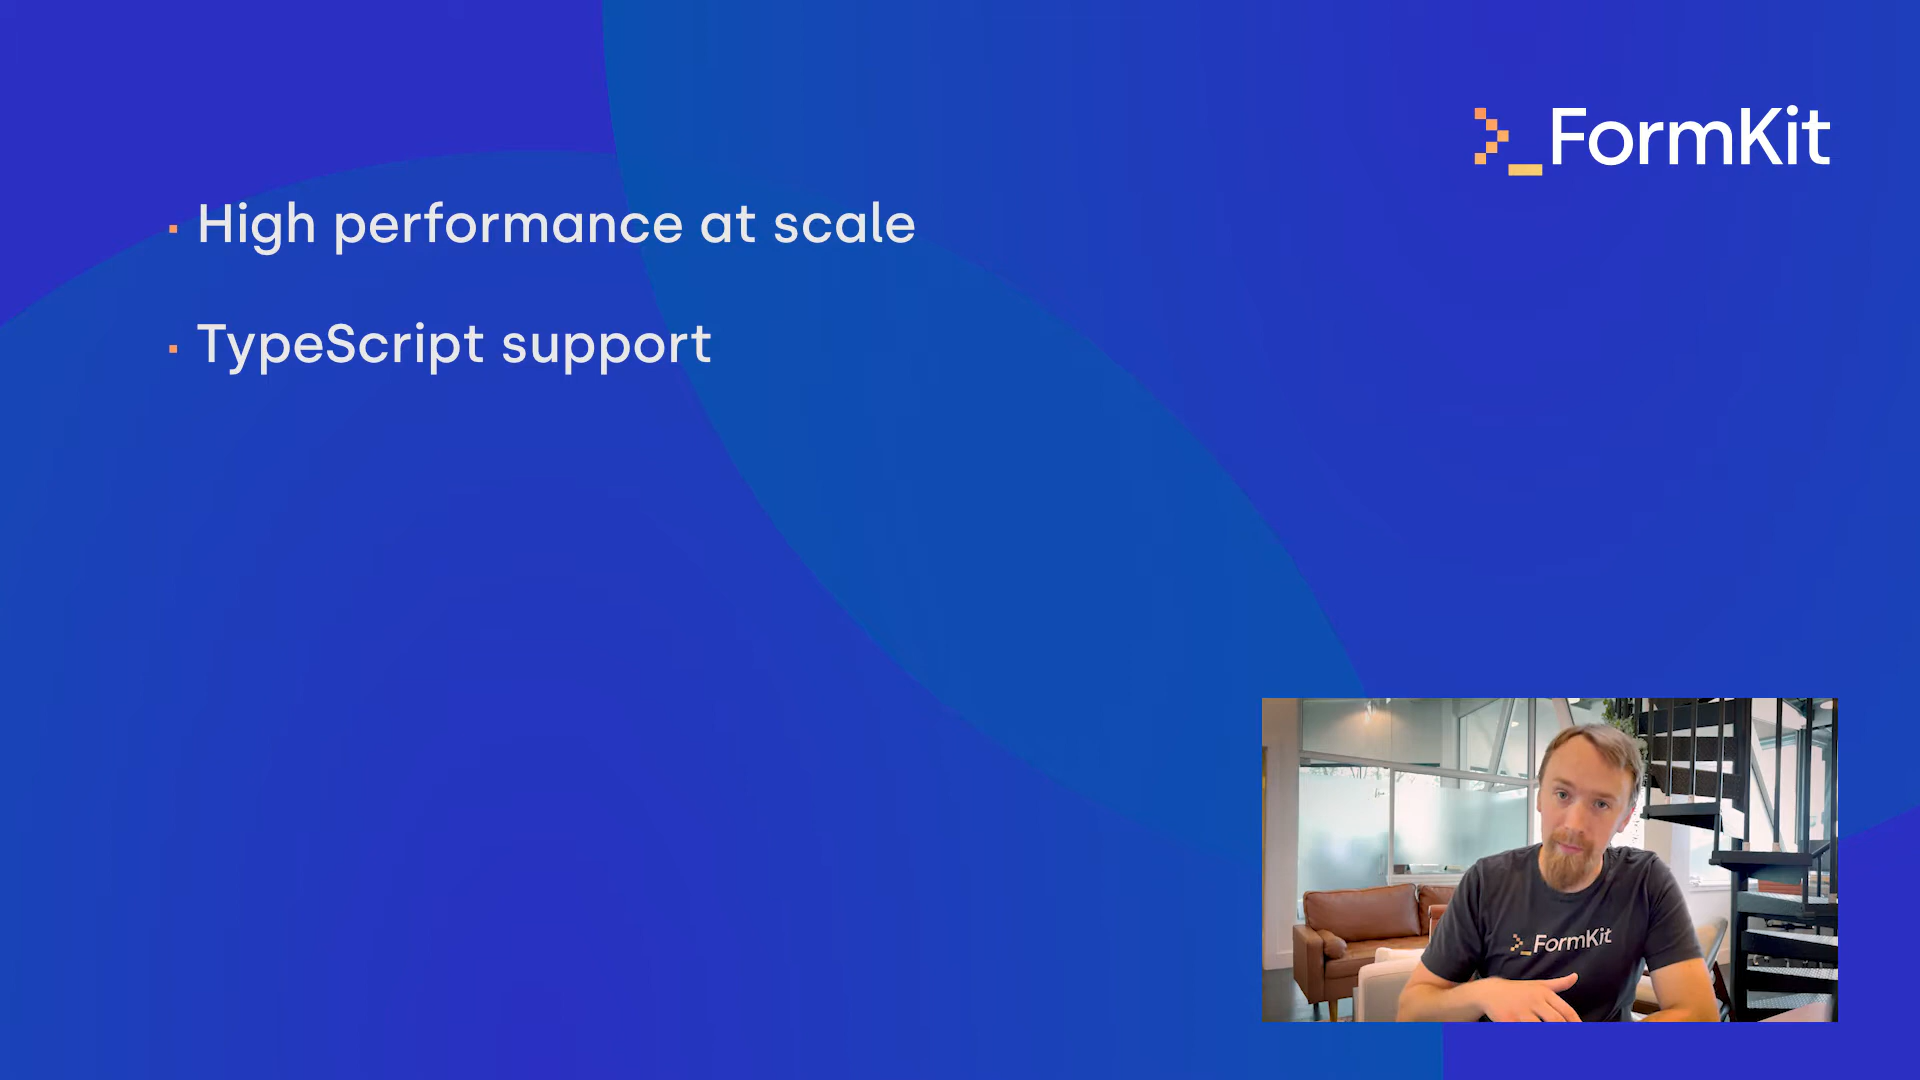 >_FormKit
· High performance at scale
· TypeScript support
>_FormKit